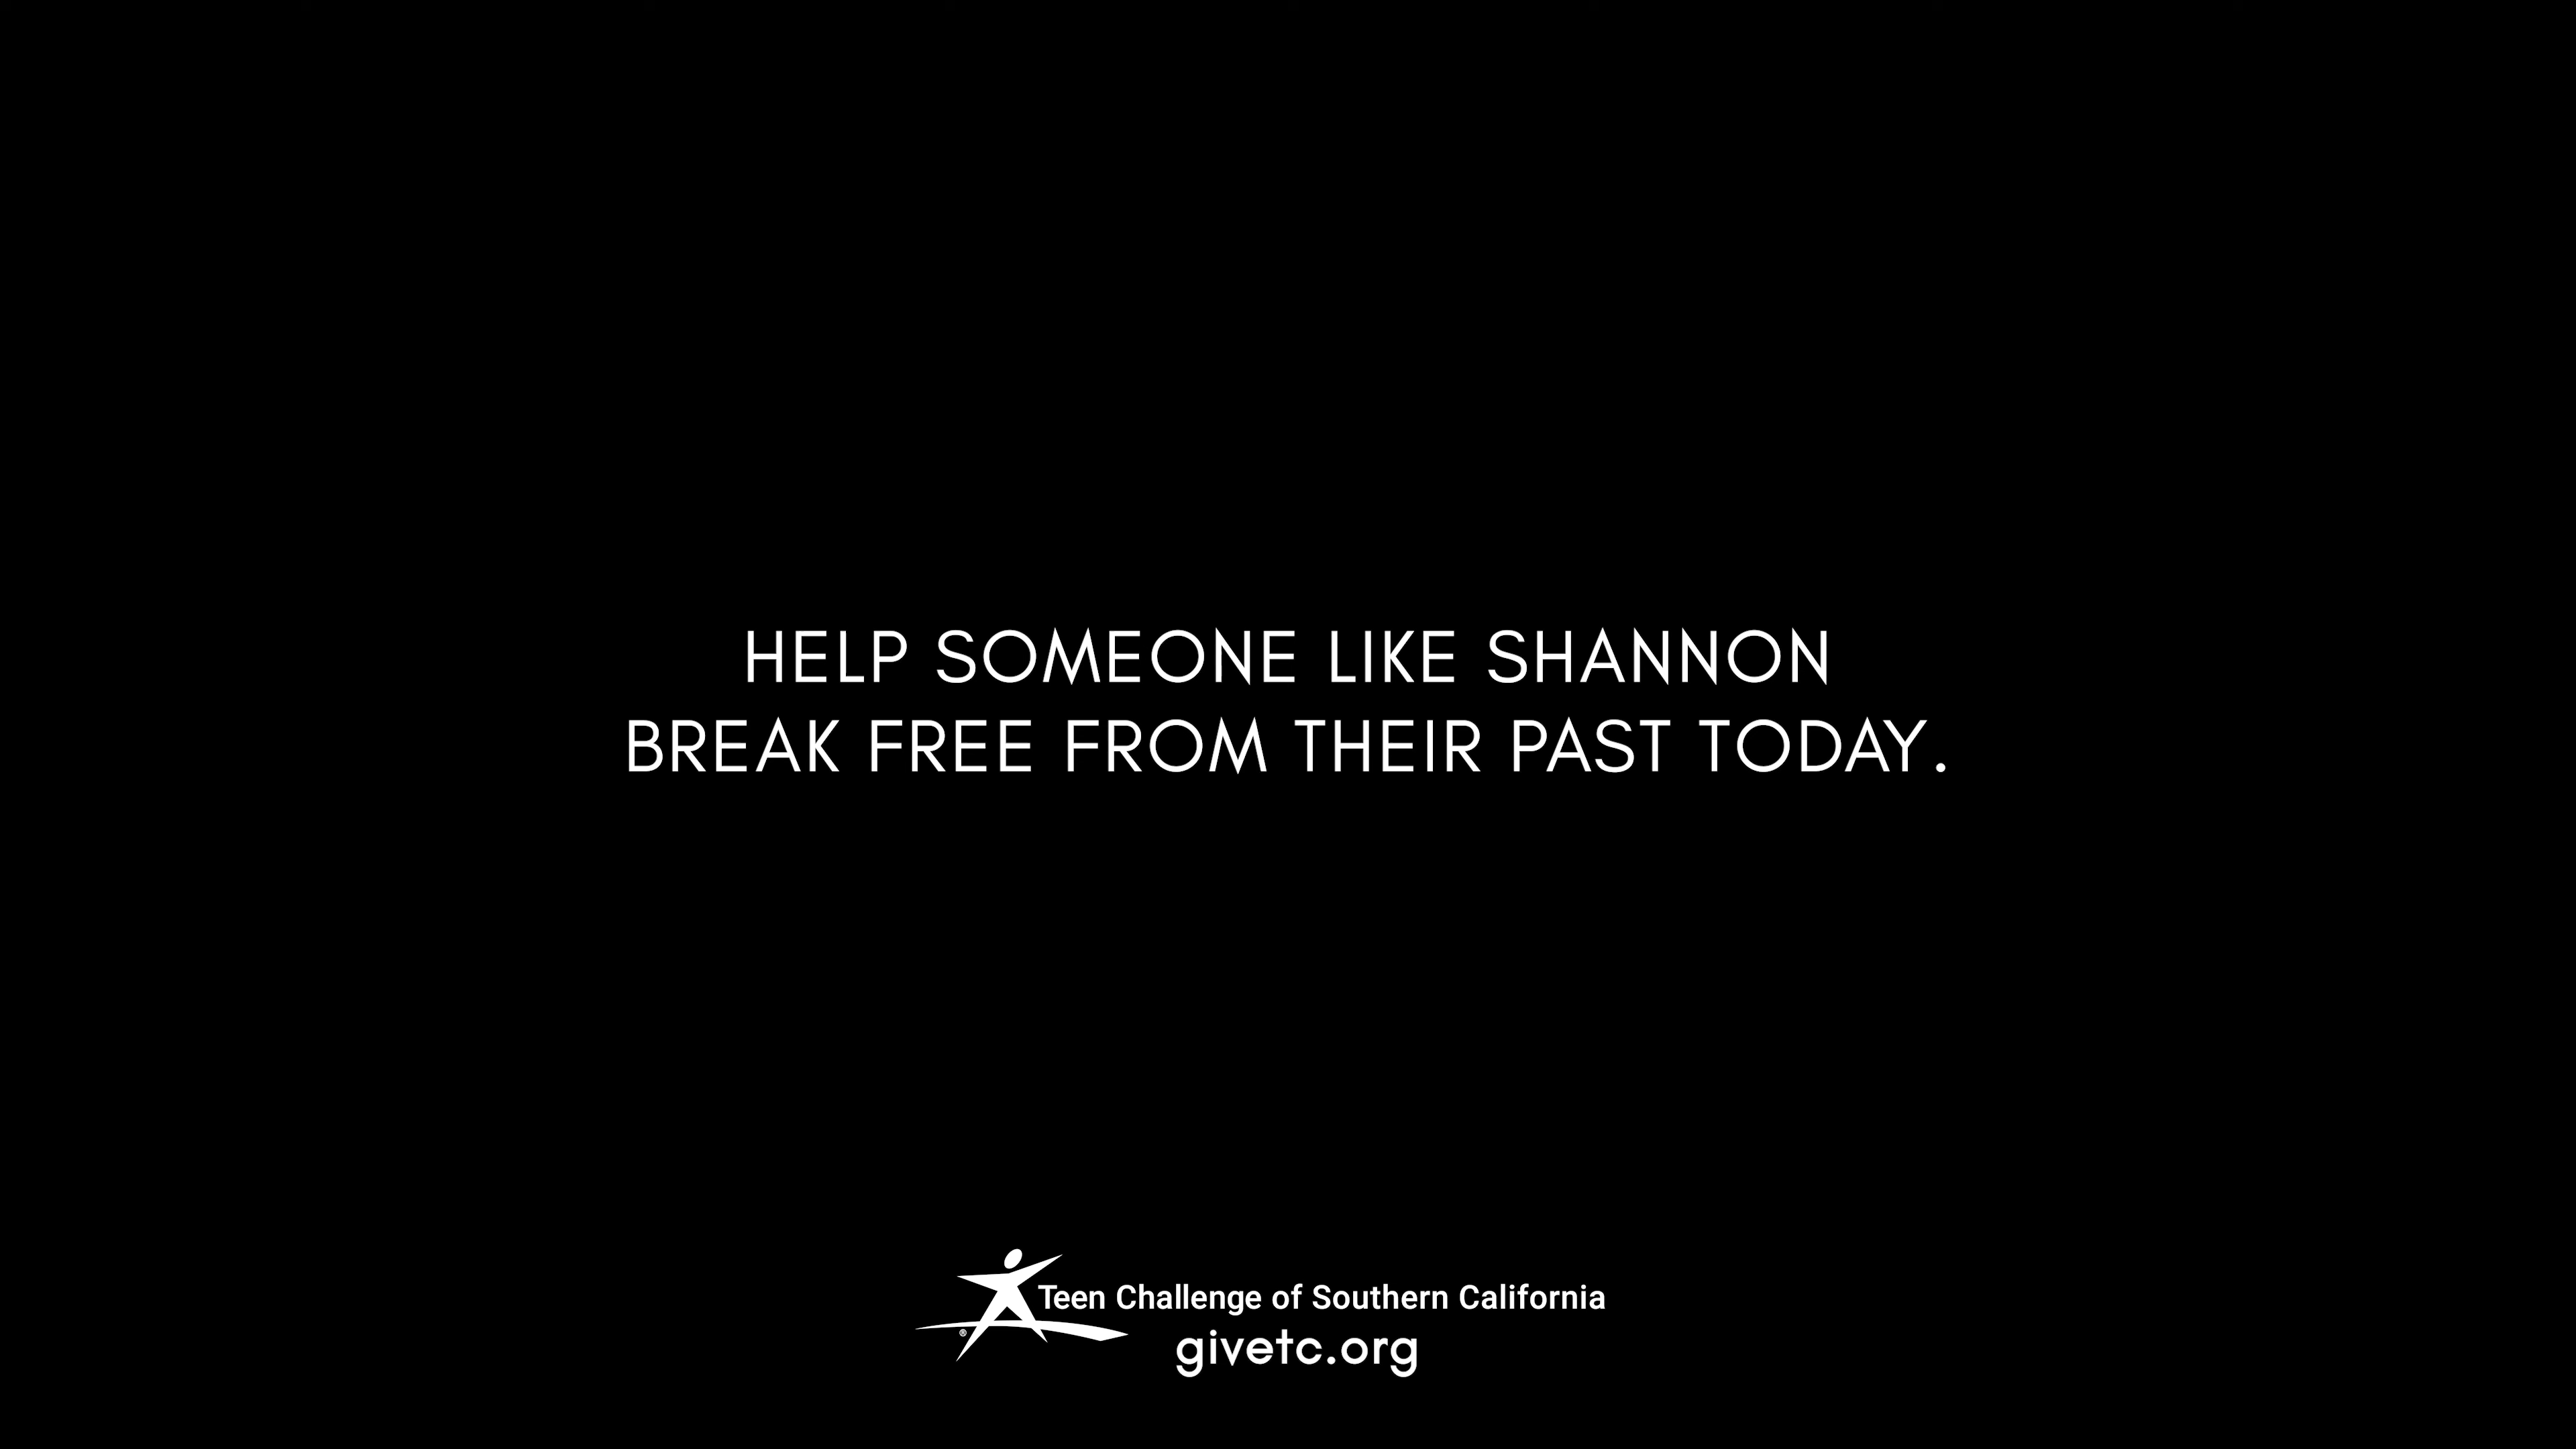 HELP SOMEONE LIKE SHANNON
BREAK FREE FROM THEIR PAST TODAY.
Teen Challenge of Southern California
®
givetc.org